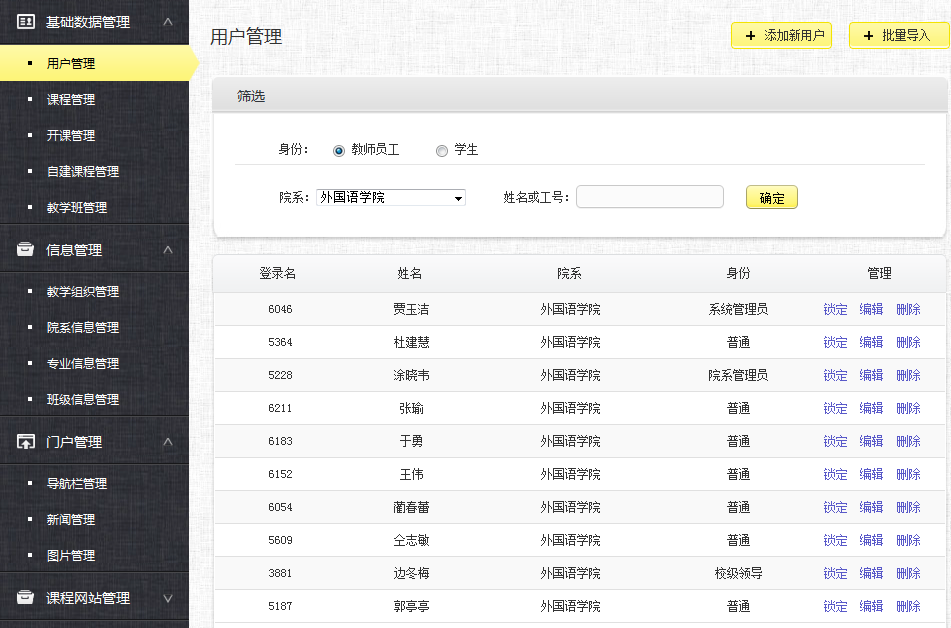 基础数据管理
用户管理
课程管理
开课管理
自建课程管理
教学班管理
信息管理
教学组织管理
院系信息管理
专业信息管理
班级信息管理
门户管理
导航栏管理
新闻管理
图片管理
课程网站管理
用户管理
+ 添加新用户 + 批量导入
筛选
身份： 教师员工 学生
院系： 外国语学院 姓名或工号： 确定
登录名 姓名 院系 身份 管理
6046 贾玉洁 外国语学院 系统管理员 锁定 编辑 删除
5364 杜建慧 外国语学院 普通 锁定 编辑 删除
5228 涂晓韦 外国语学院 院系管理员 锁定 编辑 删除
6211 张瑜 外国语学院 普通 锁定 编辑 删除
6183 于勇 外国语学院 普通 锁定 编辑 删除
6152 王伟 外国语学院 普通 锁定 编辑 删除
6054 蔺春蕃 外国语学院 普通 锁定 编辑 删除
5609 仝志敏 外国语学院 普通 锁定 编辑 删除
3881 边冬梅 外国语学院 校级领导 锁定 编辑 删除
5187 郭亭亭 外国语学院 普通 锁定 编辑 删除